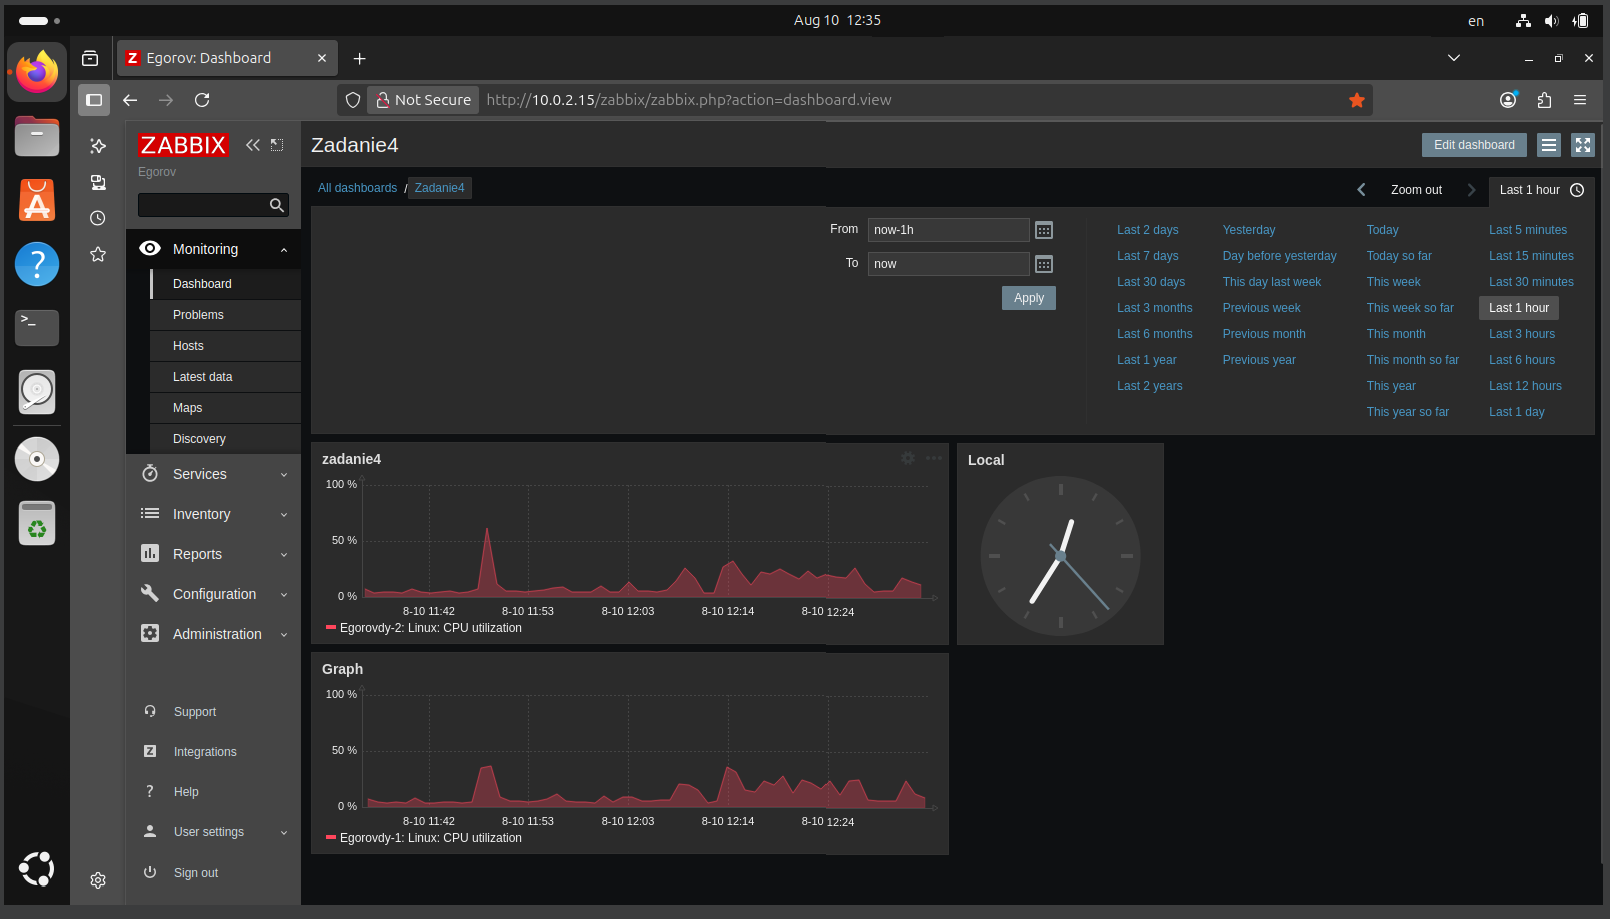 Aug 10 12:35
en
Egorov: Dashboard
Not Secure
http://10.0.2.15/zabbix/zabbix.php?action=dashboard.view
ZABBIX
Egorov
Monitoring
Dashboard
Problems
Hosts
Latest data
Maps
Discovery
Services
Inventory
Reports
Configuration
Administration
Support
Integrations
Help
User settings
Sign out
Zadanie4
Edit dashboard
All dashboards / Zadanie4
Zoom out
Last 1 hour
From now-1h
To now
Apply
Last 2 days Yesterday Today Last 5 minutes
Last 7 days Day before yesterday Today so far Last 15 minutes
Last 30 days This day last week This week Last 30 minutes
Last 3 months Previous week This week so far Last 1 hour
Last 6 months Previous month This month Last 3 hours
Last 1 year Previous year This month so far Last 6 hours
Last 2 years This year Last 12 hours
This year so far Last 1 day
zadanie4
100 %
50 %
0 %
8-10 11:42 8-10 11:53 8-10 12:03 8-10 12:14 8-10 12:24
Egorovdy-2: Linux: CPU utilization
Local
Graph
100 %
50 %
0 %
8-10 11:42 8-10 11:53 8-10 12:03 8-10 12:14 8-10 12:24
Egorovdy-1: Linux: CPU utilization